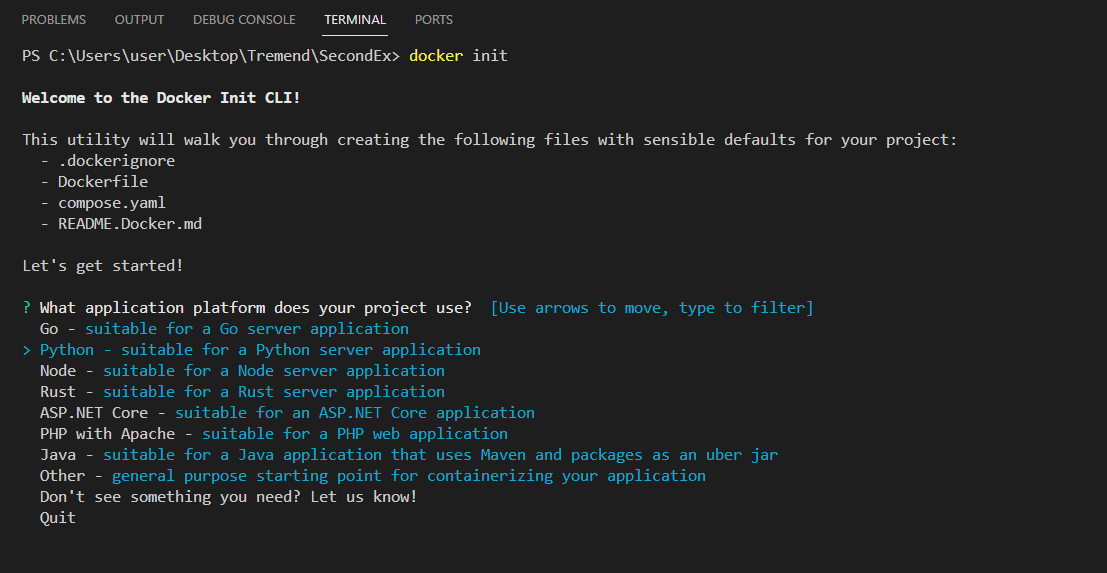 PROBLEMS OUTPUT DEBUG CONSOLE TERMINAL PORTS
PS C:\Users\user\Desktop\Tremend\SecondEx> docker init
Welcome to the Docker Init CLI!
This utility will walk you through creating the following files with sensible defaults for your project:
- .dockerignore
- Dockerfile
- compose.yaml
- README.Docker.md
Let's get started!
? What application platform does your project use? [Use arrows to move, type to filter]
Go - suitable for a Go server application
> Python - suitable for a Python server application
Node - suitable for a Node server application
Rust - suitable for a Rust server application
ASP.NET Core - suitable for an ASP.NET Core application
PHP with Apache - suitable for a PHP web application
Java - suitable for a Java application that uses Maven and packages as an uber jar
Other - general purpose starting point for containerizing your application
Don't see something you need? Let us know!
Quit